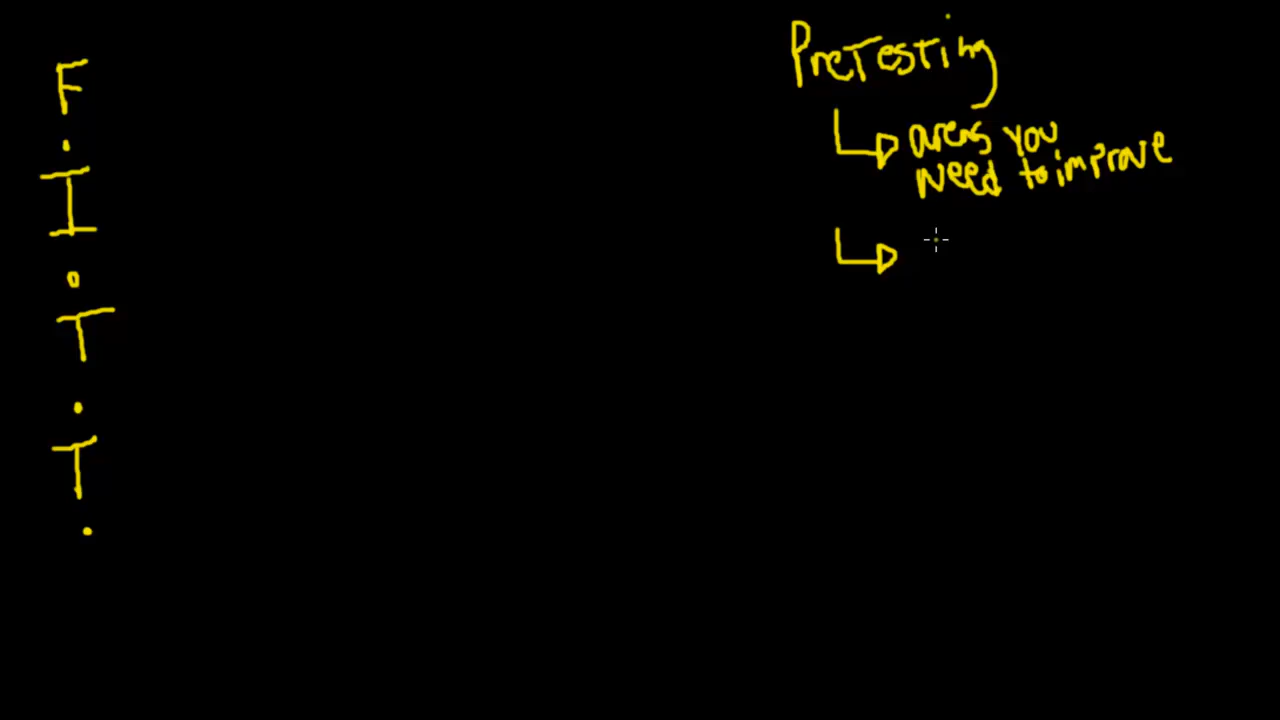 F
.
I
.
T
.
T
.
PreTesting
areas you
need to improve